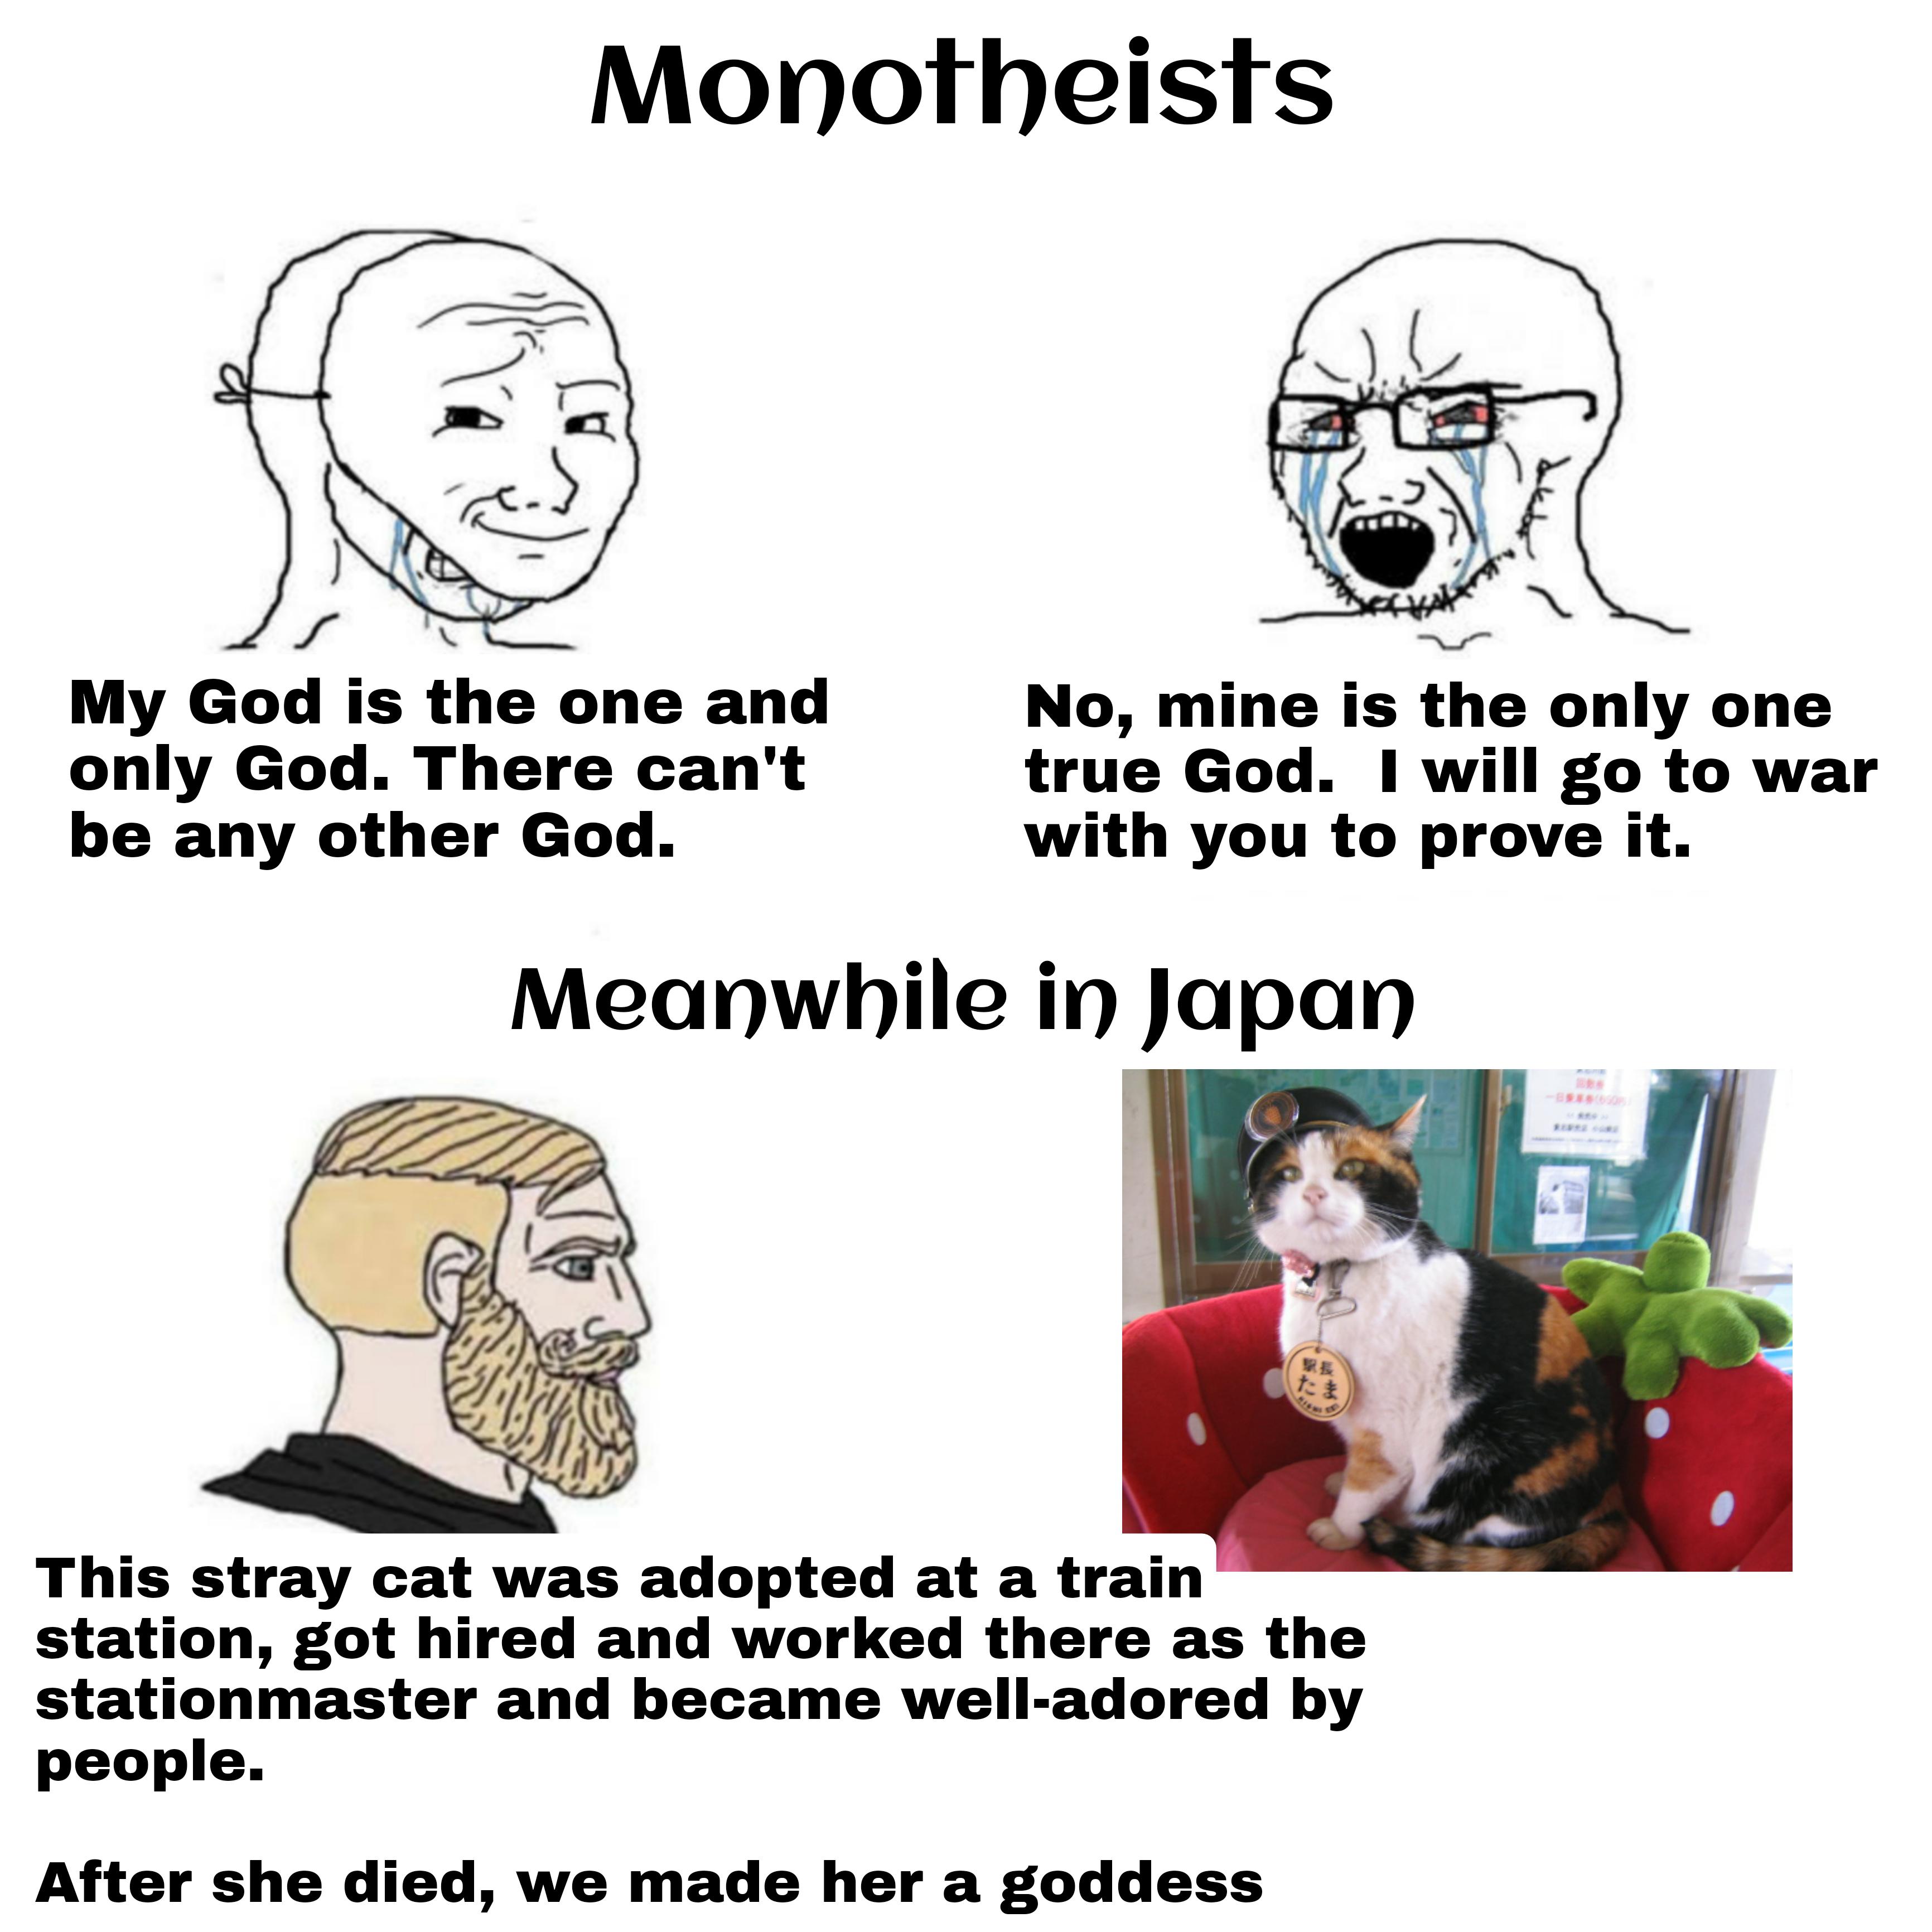 Monotheists
My God is the one and
only God. There can't
be any other God.
No, mine is the only one
true God.  I will go to war
with you to prove it.
Meanwhile in Japan
回数券
駅長
たま
This stray cat was adopted at a train
station, got hired and worked there as the
stationmaster and became well-adored by
people.
After she died, we made her a goddess